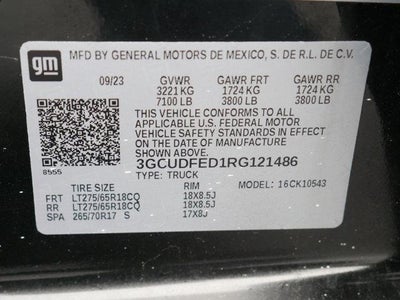 gm
MFD BY GENERAL MOTORS DE MEXICO, S. DE R.L. DE C.V.
09/23 GVWR GAWR FRT GAWR RR
3221 KG 1724 KG 1724 KG
7100 LB 3800 LB 3800 LB
THIS VEHICLE CONFORMS TO ALL APPLICABLE
U.S. FEDERAL MOTOR VEHICLE SAFETY
STANDARDS IN EFFECT ON THE DATE OF
MANUFACTURE SHOWN ABOVE.
3GCUDFED1RG121486
TYPE: TRUCK
8555
TIRE SIZE RIM 16CK10543
FRT LT275/65R18CQ 18X8.5J
RR LT275/65R18CQ 18X8.5J
SPA 265/70R17 S 17X8J